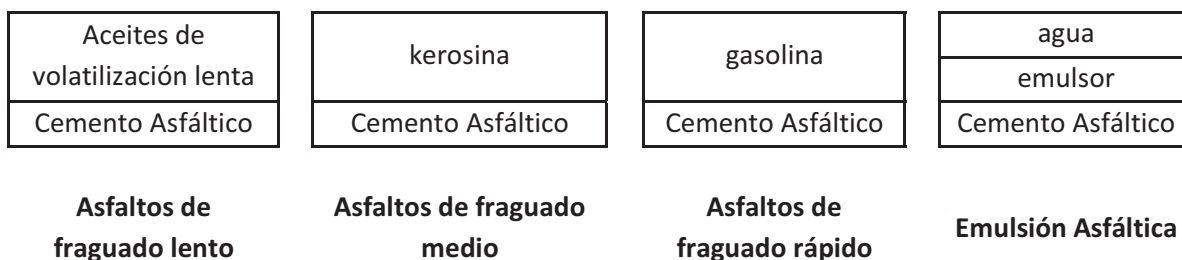 Aceites de
volatilización lenta
Cemento Asfáltico
kerosina
Cemento Asfáltico
gasolina
Cemento Asfáltico
agua
emulsor
Cemento Asfáltico
Asfaltos de
fraguado lento
Asfaltos de fraguado
medio
Asfaltos de
fraguado rápido
Emulsión Asfáltica